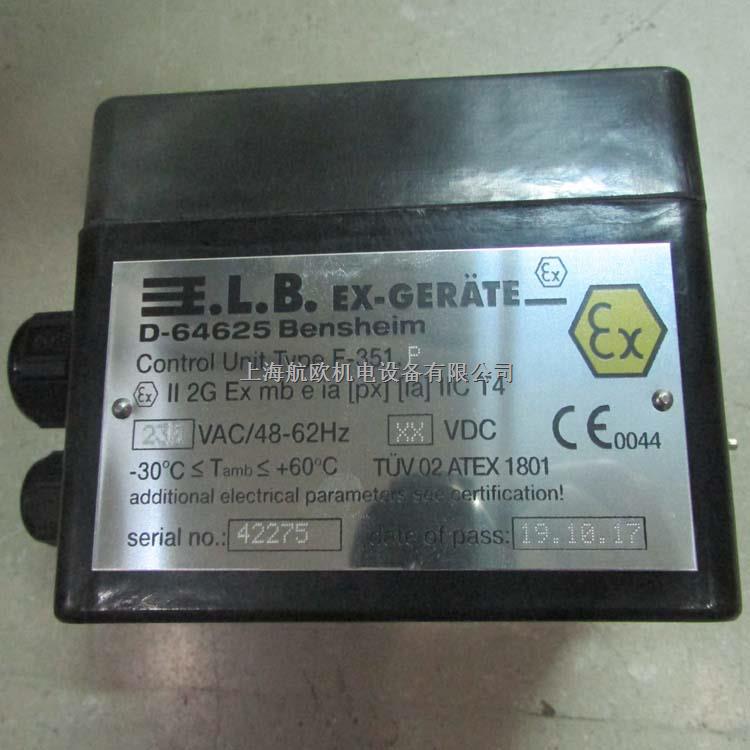 E.L.B. EX-GERÄTE Ex
D-64625 Bensheim
Ex
Control Unit Type F-351. P
上海航欧机电设备有限公司
Ex II 2G Ex mb e ia [px] [ia] IIC T4
VAC/48-62Hz XX VDC
CE 0044
-30°C ≤ Tamb ≤ +60°C TÜV 02 ATEX 1801
additional electrical parameters see certification!
serial no.: 42275 date of pass: 19.10.17